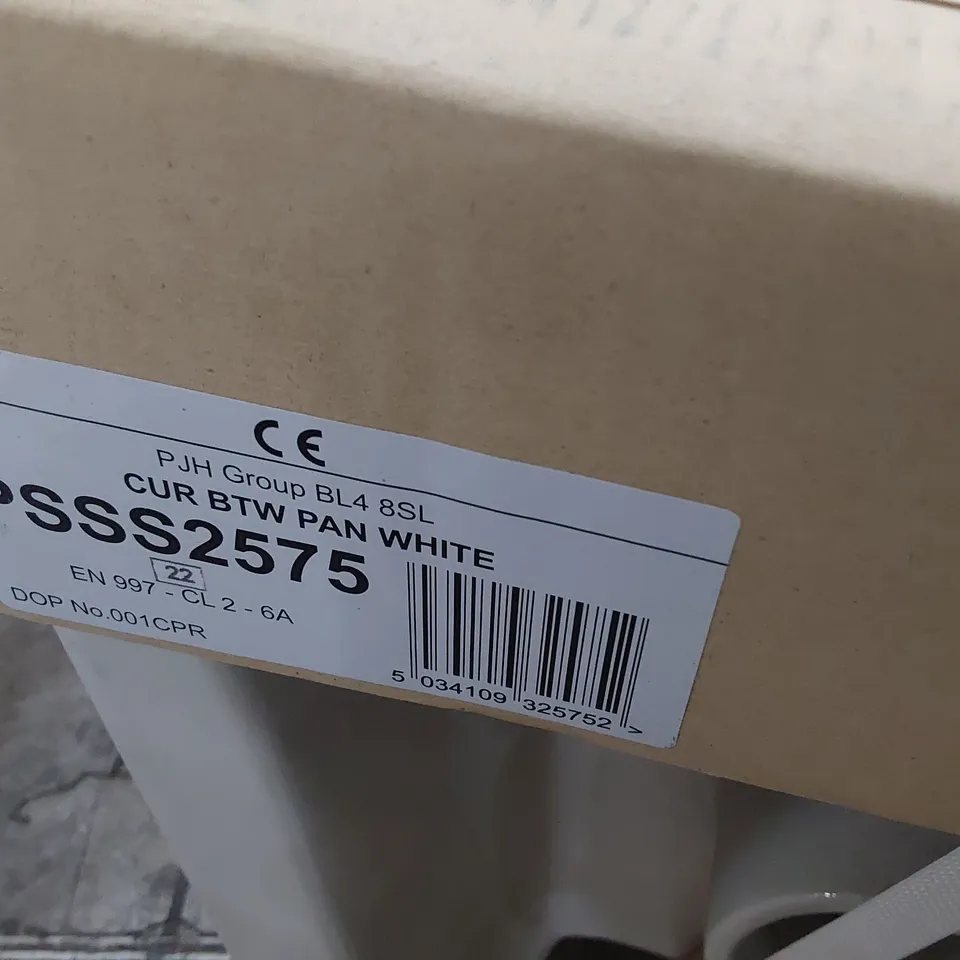 CE
PJH Group BL4 8SL
CUR BTW PAN WHITE
PSSS2575
22
EN 997 - CL 2 - 6A
DOP No.001CPR
5 034109 325752 >